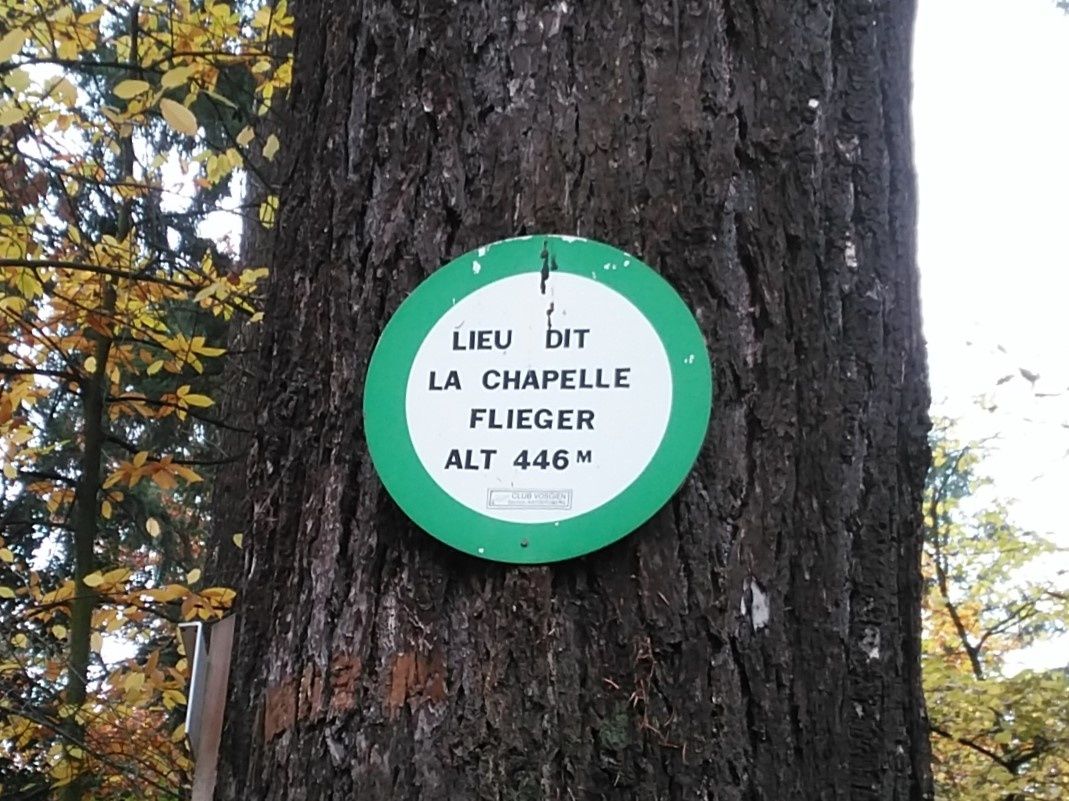 LIEU DIT
LA CHAPELLE
FLIEGER
ALT 446 M
CLUB VOSGIEN